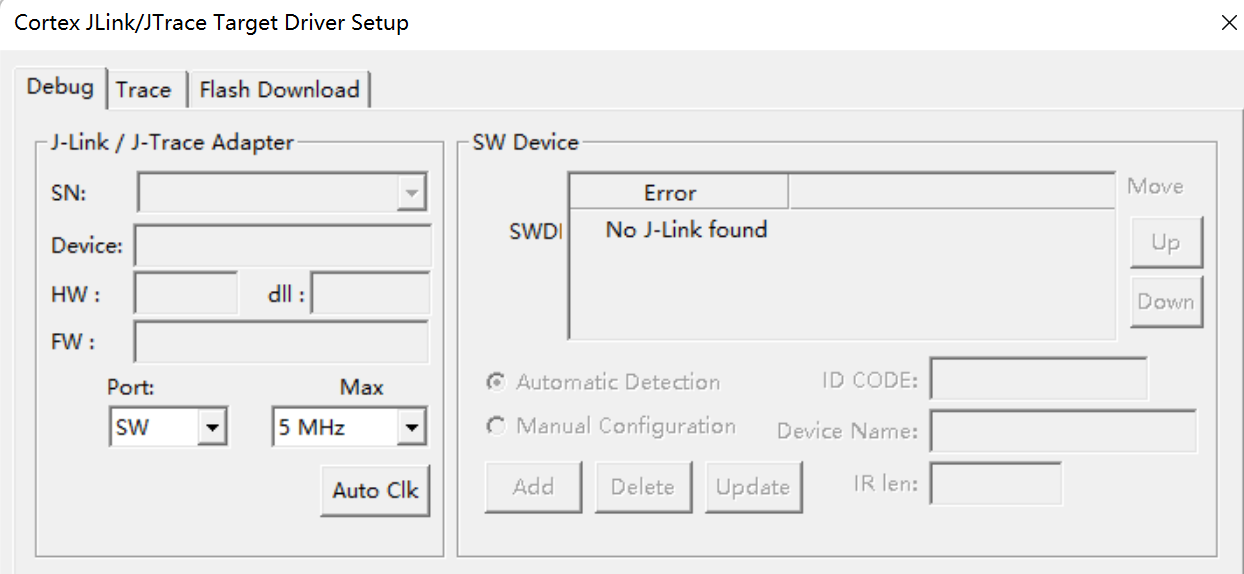 Cortex JLink/JTrace Target Driver Setup
Debug
Trace
Flash Download
J-Link / J-Trace Adapter
SN:
Device:
HW :
dll :
FW :
Port:
Max
SW
5 MHz
Auto Clk
SW Device
Error
SWDI
No J-Link found
Move
Up
Down
Automatic Detection
Manual Configuration
ID CODE:
Device Name:
Add
Delete
Update
IR len: